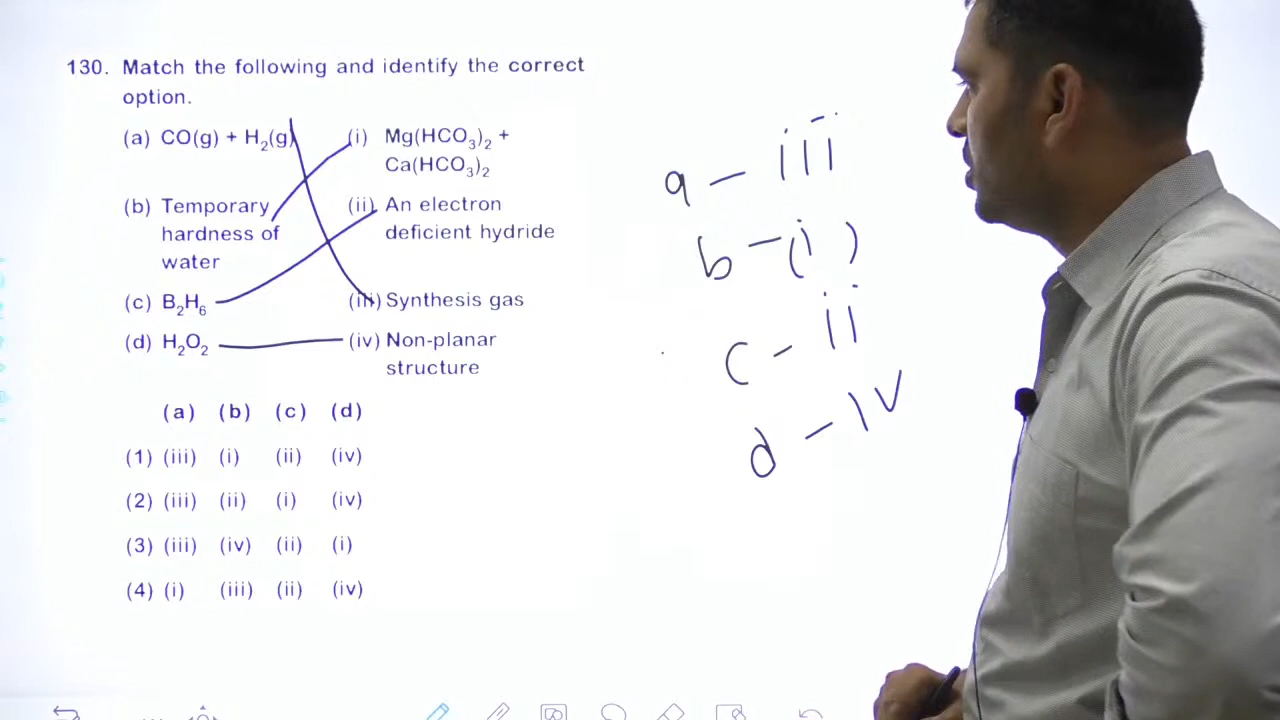 130. Match the following and identify the correct
option.
(a) CO(g) + H₂(g) (i) Mg(HCO₃)₂ +
Ca(HCO₃)₂
(b) Temporary (ii) An electron
hardness of deficient hydride
water
(c) B₂H₆ (iii) Synthesis gas
(d) H₂O₂ (iv) Non-planar
structure
(a) (b) (c) (d)
(1) (iii) (i) (ii) (iv)
(2) (iii) (ii) (i) (iv)
(3) (iii) (iv) (ii) (i)
(4) (i) (iii) (ii) (iv)
a – iii
b – (i)
c – ii
d – iv